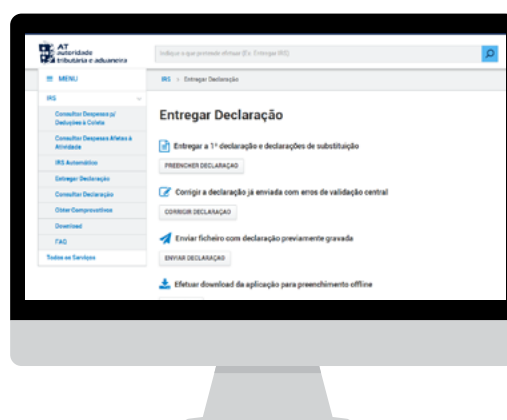 AT
autoridade
tributária e aduaneira
Indique o que pretende efetuar (Ex: Entregar IRS)
MENU
IRS > Entregar Declaração
IRS
Consultar Despesas p/
Deduções à Coleta
Consultar Despesas Afetas à
Atividade
IRS Automático
Entregar Declaração
Consultar Declaração
Obter Comprovativos
Download
FAQ
Todos os Serviços
Entregar Declaração
Entregar a 1ª declaração e declarações de substituição
PREENCHER DECLARAÇÃO
Corrigir a declaração já enviada com erros de validação central
CORRIGIR DECLARAÇÃO
Enviar ficheiro com declaração previamente gravada
ENVIAR DECLARAÇÃO
Efetuar download da aplicação para preenchimento offline